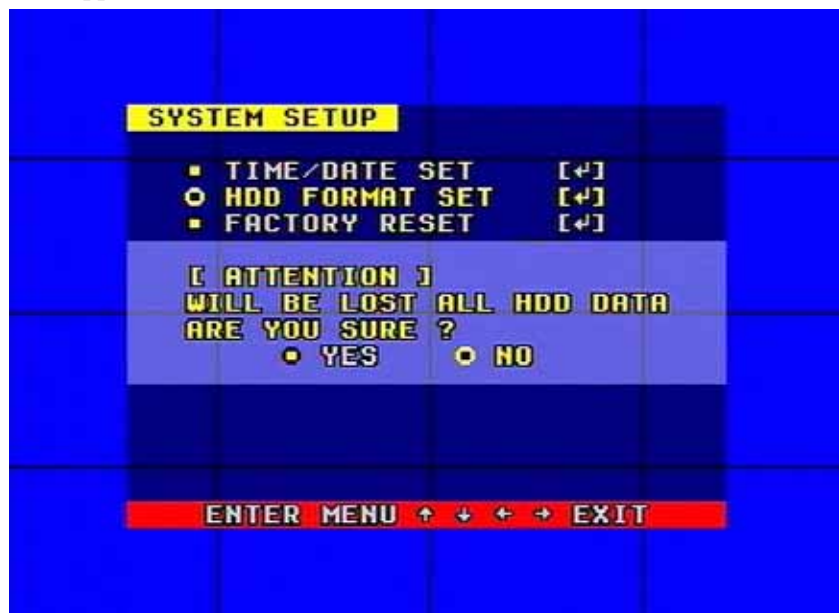 SYSTEM SETUP
TIME/DATE SET [↵]
HDD FORMAT SET [↵]
FACTORY RESET [↵]
[ ATTENTION ]
WILL BE LOST ALL HDD DATA
ARE YOU SURE ?
YES NO
ENTER MENU ↑ ↓ ← → EXIT